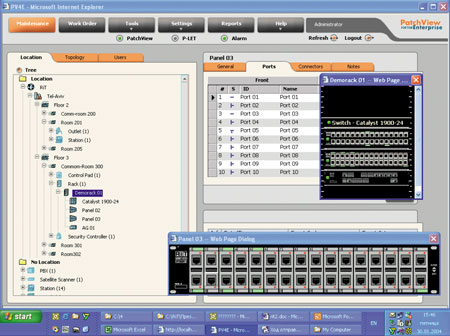 PV4E - Microsoft Internet Explorer
Maintenance
Work Order
Tools
Settings
Reports
Help
Administrator
PatchView
FOR THE Enterprise
PatchView
P-LET
Alarm
Refresh
Logout
Location
Topology
Users
Tree
Location
RiT
Tel-Aviv
Floor 2
Comm-room 200
Room 201
Outlet (1)
Station (1)
Room 205
Floor 3
Common-Room 300
Control Pad (1)
Rack (1)
Demorack 01
Catalyst 1900-24
Panel 02
Panel 03
AG 01
Security Controller (1)
Room 301
Room302
No Location
PBX (1)
Satellite Scanner (1)
Station (14)
Panel 03
General
Ports
Connectors
Notes
Front
# S ID Name
1 Port 01 Port 01
2 Port 02 Port 02
3 Port 03 Port 03
4 Port 04 Port 04
5 Port 05 Port 05
6 Port 06 Port 06
7 Port 07 Port 07
8 Port 08 Port 08
9 Port 09 Port 09
10 Port 10 Port 10
Demorack 01 -- Web Page ...
Switch - Catalyst 1900-24
Panel 03 -- Web Page Dialog
start
C:\14
Microsoft Excel
http://localh...
PV4E - Micros...
nb2.doc - Mic...
Microsoft Po...
My Computer
EN
15:46
30.01.2004